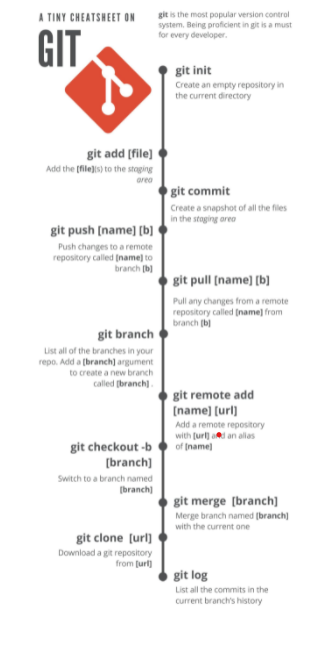 A TINY CHEATSHEET ON
GIT
git is the most popular version control
system. Being proficient in git is a must
for every developer.
git init
Create an empty repository in
the current directory
git add [file]
Add the [file](s) to the staging
area
git commit
Create a snapshot of all the files
in the staging area
git push [name] [b]
Push changes to a remote
repository called [name] to
branch [b]
git pull [name] [b]
Pull any changes from a remote
repository called [name] from
branch [b]
git branch
List all of the branches in your
repo. Add a [branch] argument
to create a new branch
called [branch] .
git remote add
[name] [url]
Add a remote repository
with [url] and an alias
of [name]
git checkout -b
[branch]
Switch to a branch named
[branch]
git merge [branch]
Merge branch named [branch]
with the current one
git clone [url]
Download a git repository
from [url]
git log
List all the commits in the
current branch's history